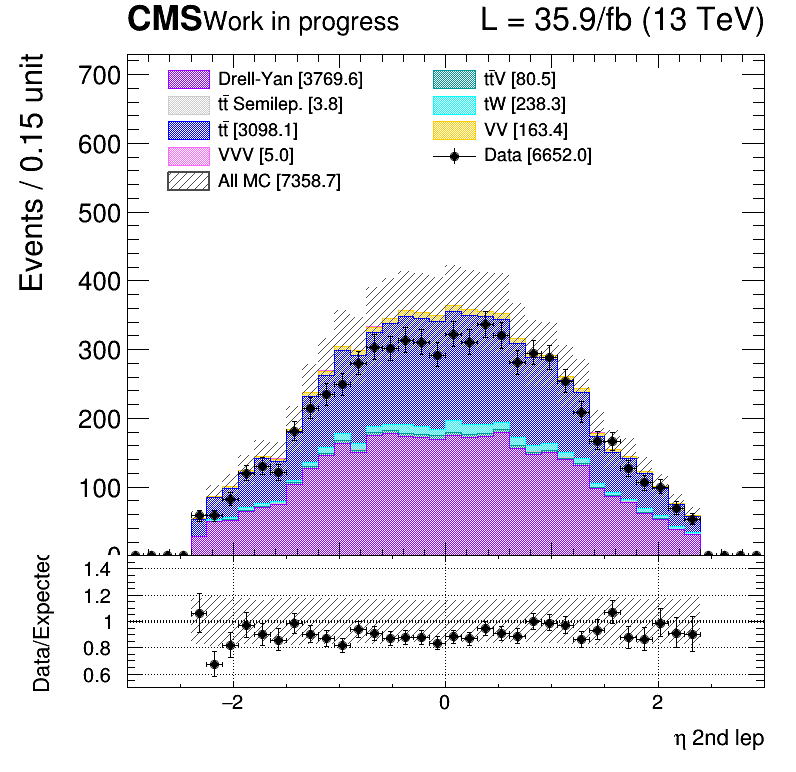 CMS Work in progress L = 35.9/fb (13 TeV)
Events / 0.15 unit
700
600
500
400
300
200
100
0
Drell-Yan [3769.6]
tt̄ Semilep. [3.8]
tt̄ [3098.1]
VVV [5.0]
All MC [7358.7]
tt̄V [80.5]
tW [238.3]
VV [163.4]
Data [6652.0]
Data/Expected
1.4
1.2
1
0.8
0.6
−2 0 2
η 2nd lep